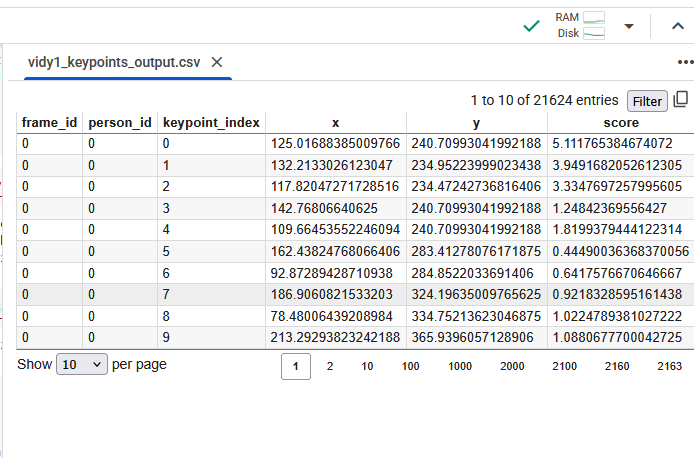 RAM
Disk
vidy1_keypoints_output.csv
1 to 10 of 21624 entries Filter
frame_id person_id keypoint_index x y score
0 0 0 125.01688385009766 240.70993041992188 5.111765384674072
0 0 1 132.2133026123047 234.95223999023438 3.9491682052612305
0 0 2 117.82047271728516 234.47242736816406 3.3347697257995605
0 0 3 142.76806640625 240.70993041992188 1.24842369556427
0 0 4 109.66453552246094 240.70993041992188 1.8199379444122314
0 0 5 162.43824768066406 283.41278076171875 0.44490036368370056
0 0 6 92.87289428710938 284.8522033691406 0.6417576670646667
0 0 7 186.9060821533203 324.19635009765625 0.9218328595161438
0 0 8 78.48006439208984 334.75213623046875 1.0224789381027222
0 0 9 213.29293823242188 365.9396057128906 1.0880677700042725
Show 10 per page 1 2 10 100 1000 2000 2100 2160 2163